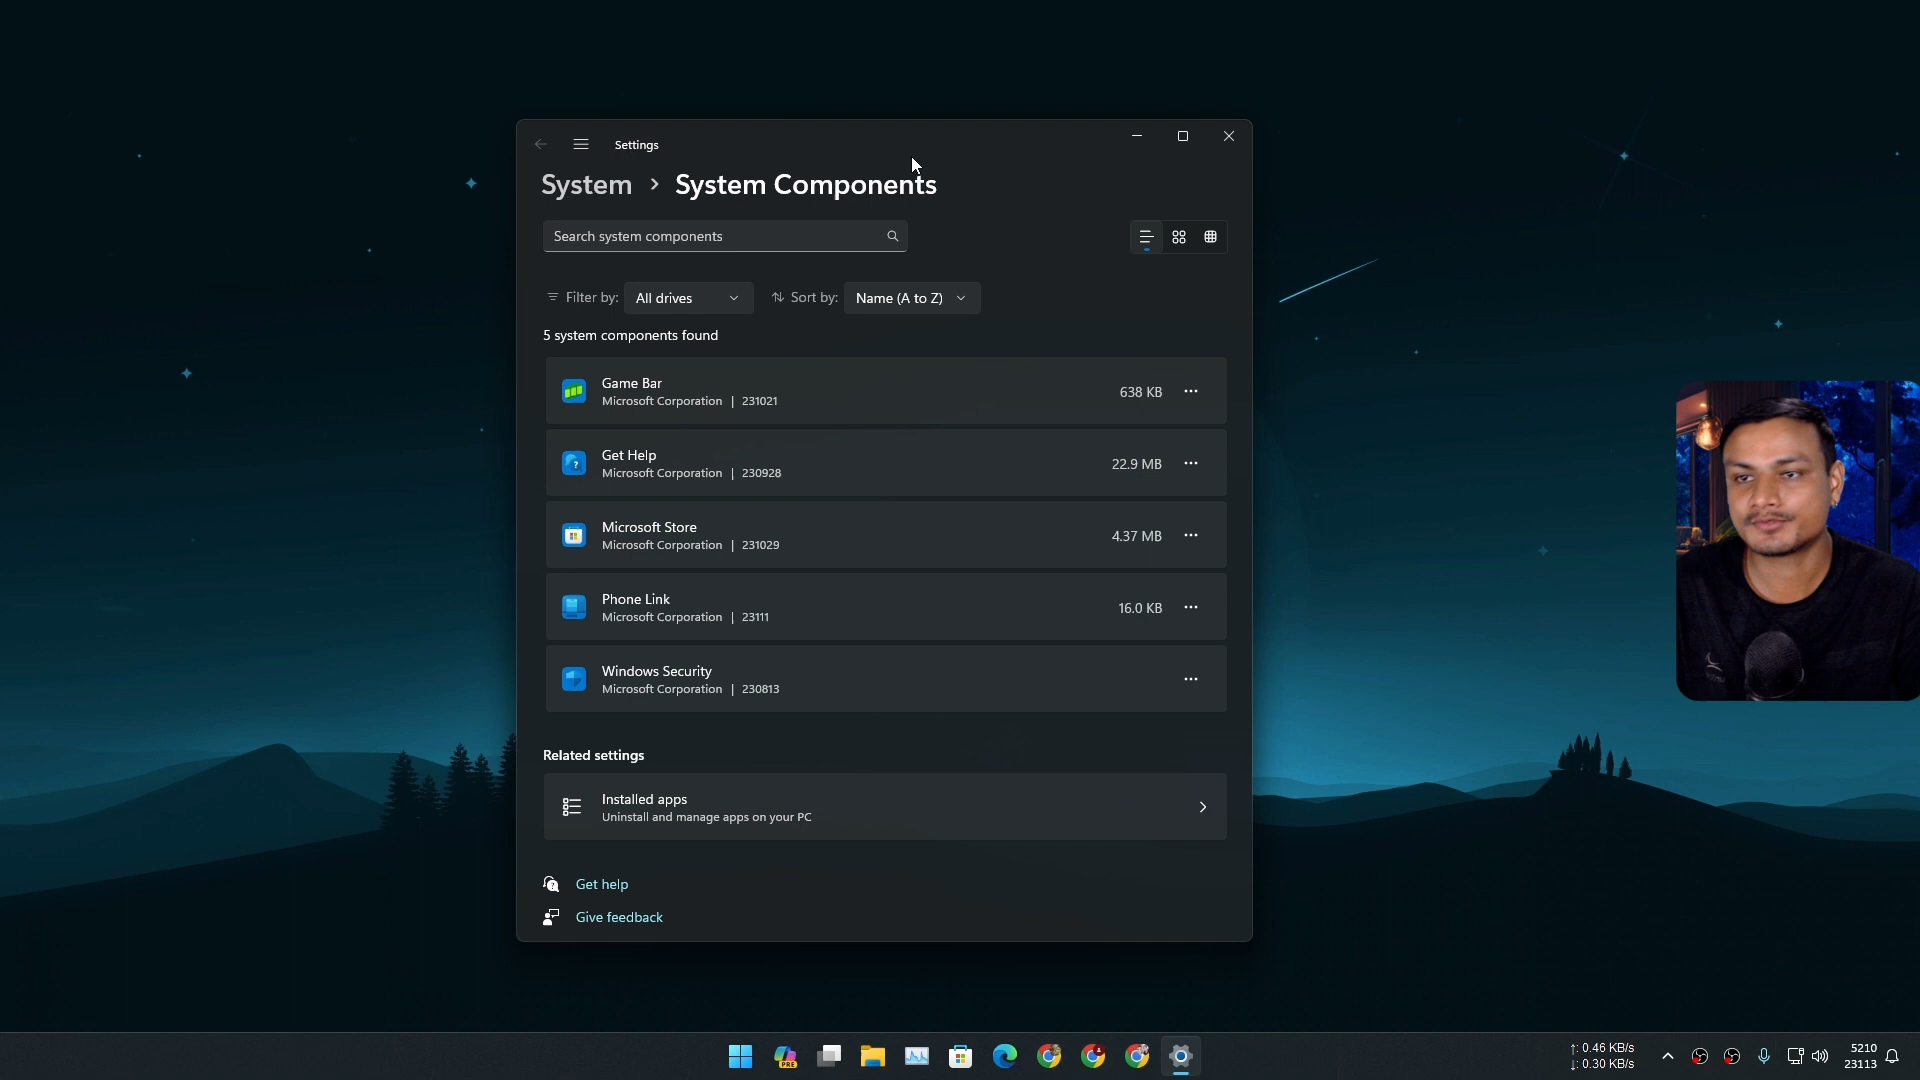 Settings
System > System Components
Search system components
Filter by: All drives Sort by: Name (A to Z)
5 system components found
Game Bar
Microsoft Corporation | 231021
638 KB
Get Help
Microsoft Corporation | 230928
22.9 MB
Microsoft Store
Microsoft Corporation | 231029
4.37 MB
Phone Link
Microsoft Corporation | 23111
16.0 KB
Windows Security
Microsoft Corporation | 230813
Related settings
Installed apps
Uninstall and manage apps on your PC
Get help
Give feedback
PRE
↑: 0.46 KB/s
↓: 0.30 KB/s
5210
23113